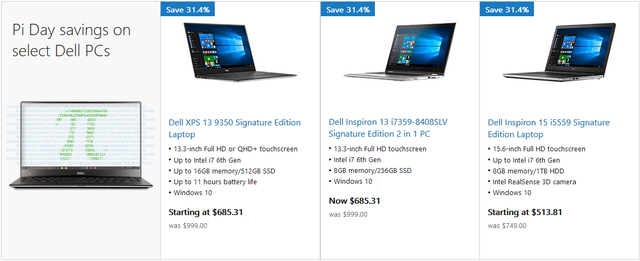 Pi Day savings on
select Dell PCs
Save 31.4%
Dell XPS 13 9350 Signature Edition
Laptop
• 13.3-inch Full HD or QHD+ touchscreen
• Up to Intel i7 6th Gen
• Up to 16GB memory/512GB SSD
• Up to 11 hours battery life
• Windows 10
Starting at $685.31
was $999.00
Save 31.4%
Dell Inspiron 13 i7359-8408SLV
Signature Edition 2 in 1 PC
• 13.3-inch Full HD touchscreen
• Intel i7 6th Gen
• 8GB memory/256GB SSD
• Windows 10
Now $685.31
was $999.00
Save 31.4%
Dell Inspiron 15 i5559 Signature
Edition Laptop
• 15.6-inch Full HD touchscreen
• Up to Intel i7 6th Gen
• 8GB memory/1TB HDD
• Intel RealSense 3D camera
• Windows 10
Starting at $513.81
was $749.00